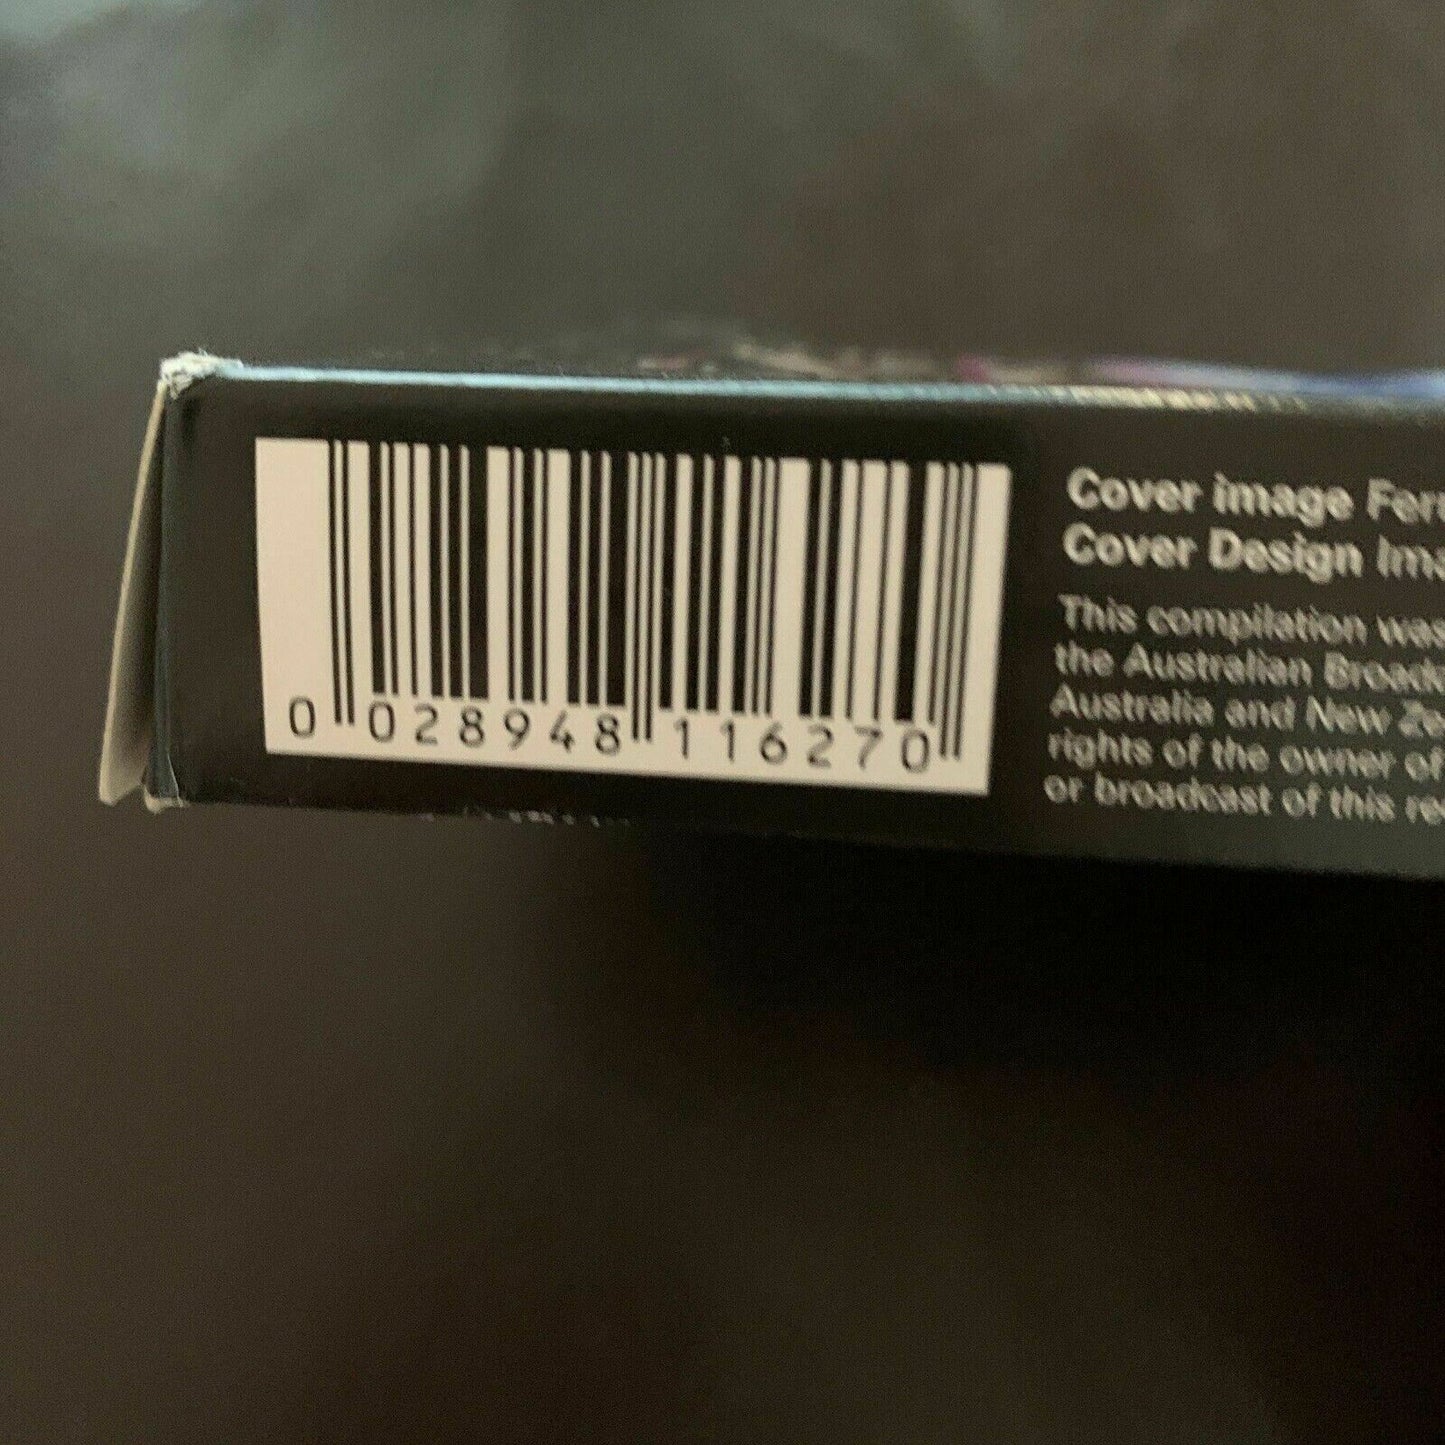 0 028948 116270
Cover image
Cover Design
This compilation was
the Australian
Australia and New
rights of the owner of
or broadcast of this